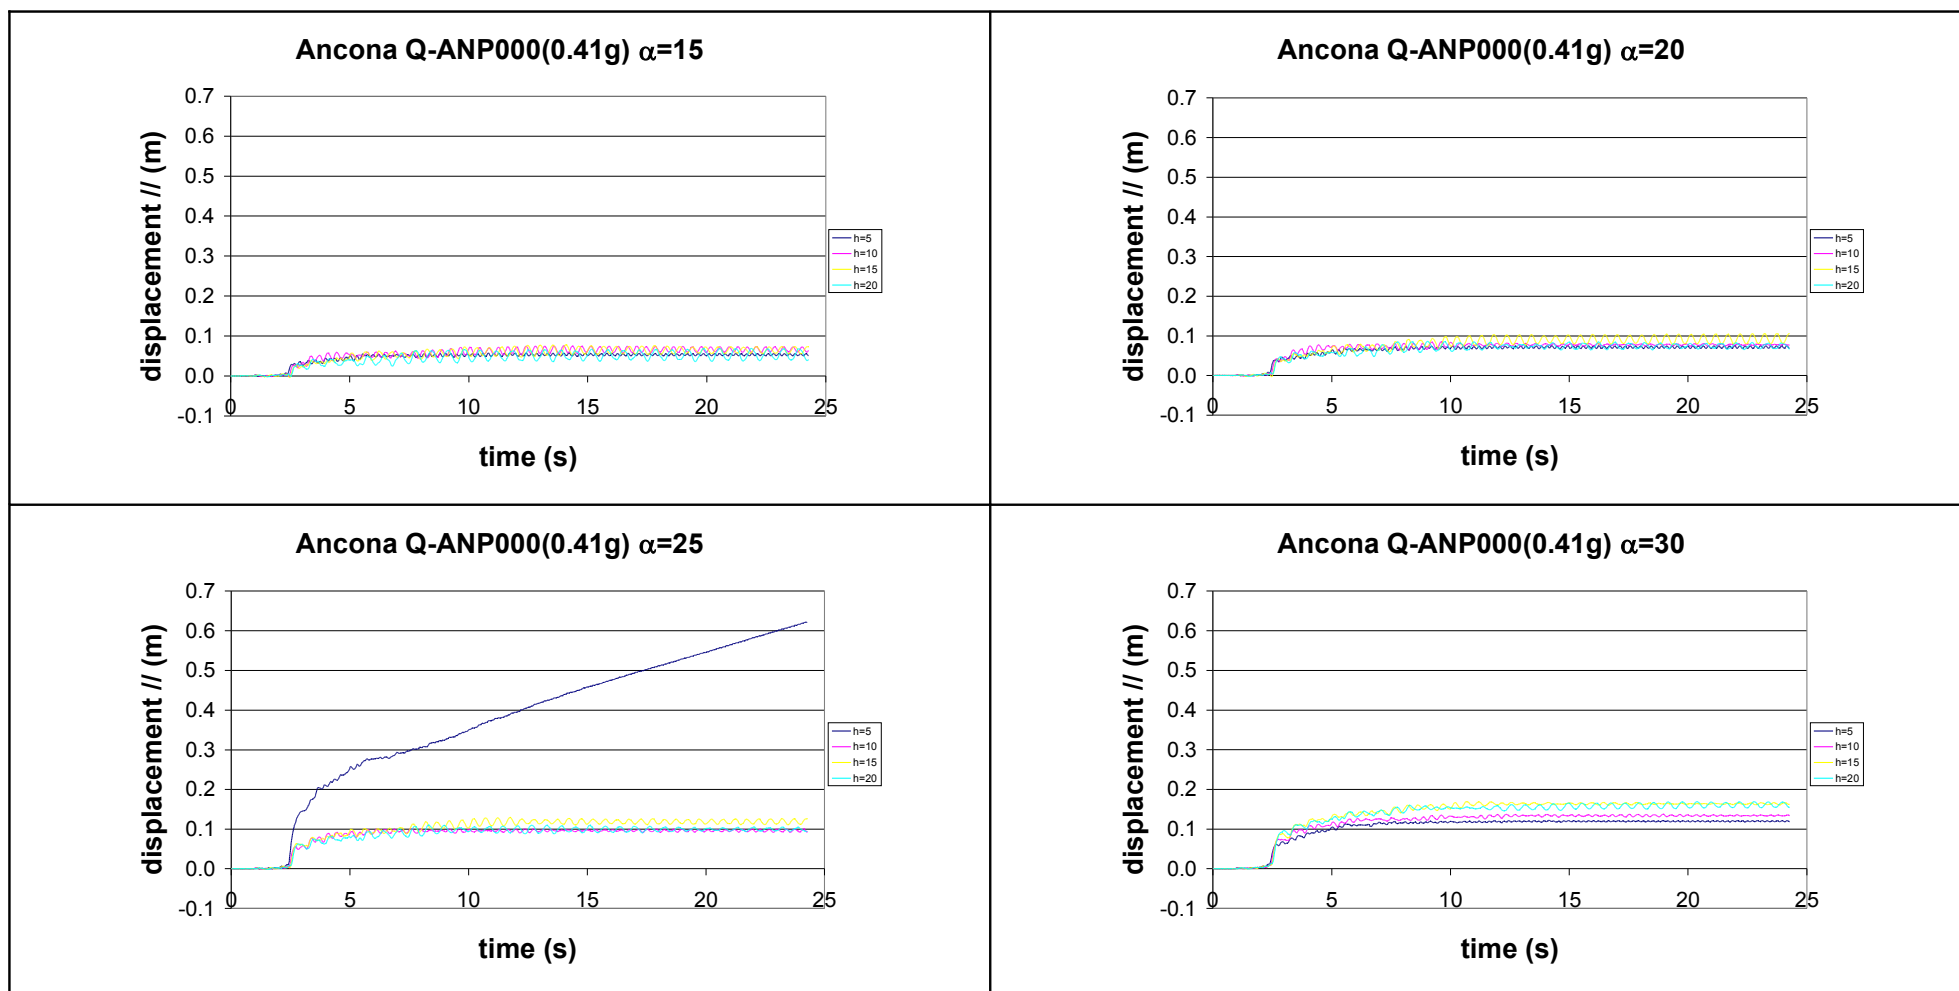 Ancona Q-ANP000(0.41g) α=15
0.7
0.6
0.5
0.4
0.3
0.2
0.1
0.0
-0.1
0 5 10 15 20 25
displacement // (m)
time (s)
h=5
h=10
h=15
h=20
Ancona Q-ANP000(0.41g) α=20
0.7
0.6
0.5
0.4
0.3
0.2
0.1
0.0
-0.1
0 5 10 15 20 25
displacement // (m)
time (s)
h=5
h=10
h=15
h=20
Ancona Q-ANP000(0.41g) α=25
0.7
0.6
0.5
0.4
0.3
0.2
0.1
0.0
-0.1
0 5 10 15 20 25
displacement // (m)
time (s)
h=5
h=10
h=15
h=20
Ancona Q-ANP000(0.41g) α=30
0.7
0.6
0.5
0.4
0.3
0.2
0.1
0.0
-0.1
0 5 10 15 20 25
displacement // (m)
time (s)
h=5
h=10
h=15
h=20